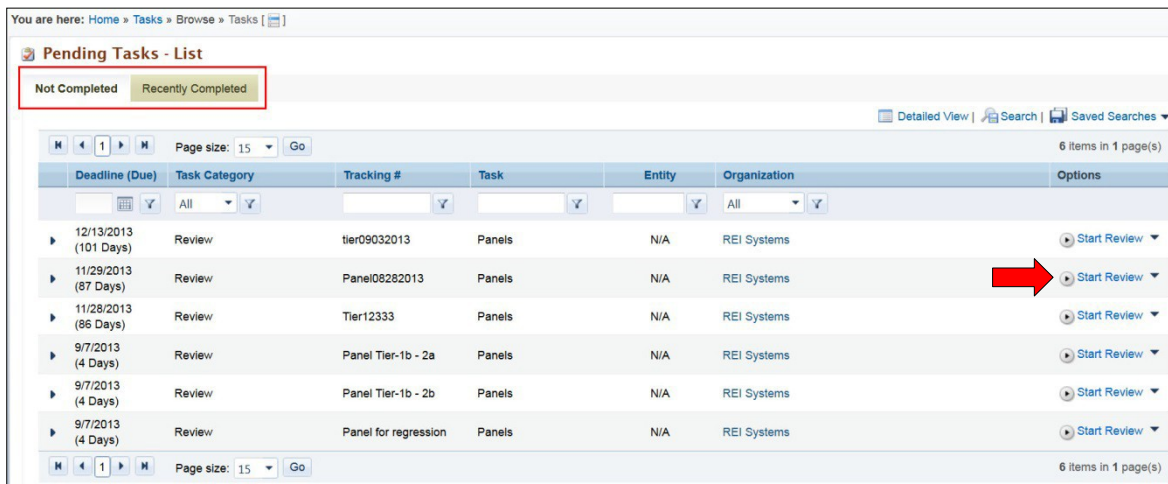 You are here: Home » Tasks » Browse » Tasks [ ]
Pending Tasks - List
Not Completed Recently Completed
Detailed View | Search | Saved Searches
1 Page size: 15 Go 6 items in 1 page(s)
Deadline (Due) Task Category Tracking # Task Entity Organization Options
All All
12/13/2013
(101 Days) Review tier09032013 Panels N/A REI Systems Start Review
11/29/2013
(87 Days) Review Panel08282013 Panels N/A REI Systems Start Review
11/28/2013
(86 Days) Review Tier12333 Panels N/A REI Systems Start Review
9/7/2013
(4 Days) Review Panel Tier-1b - 2a Panels N/A REI Systems Start Review
9/7/2013
(4 Days) Review Panel Tier-1b - 2b Panels N/A REI Systems Start Review
9/7/2013
(4 Days) Review Panel for regression Panels N/A REI Systems Start Review
1 Page size: 15 Go 6 items in 1 page(s)